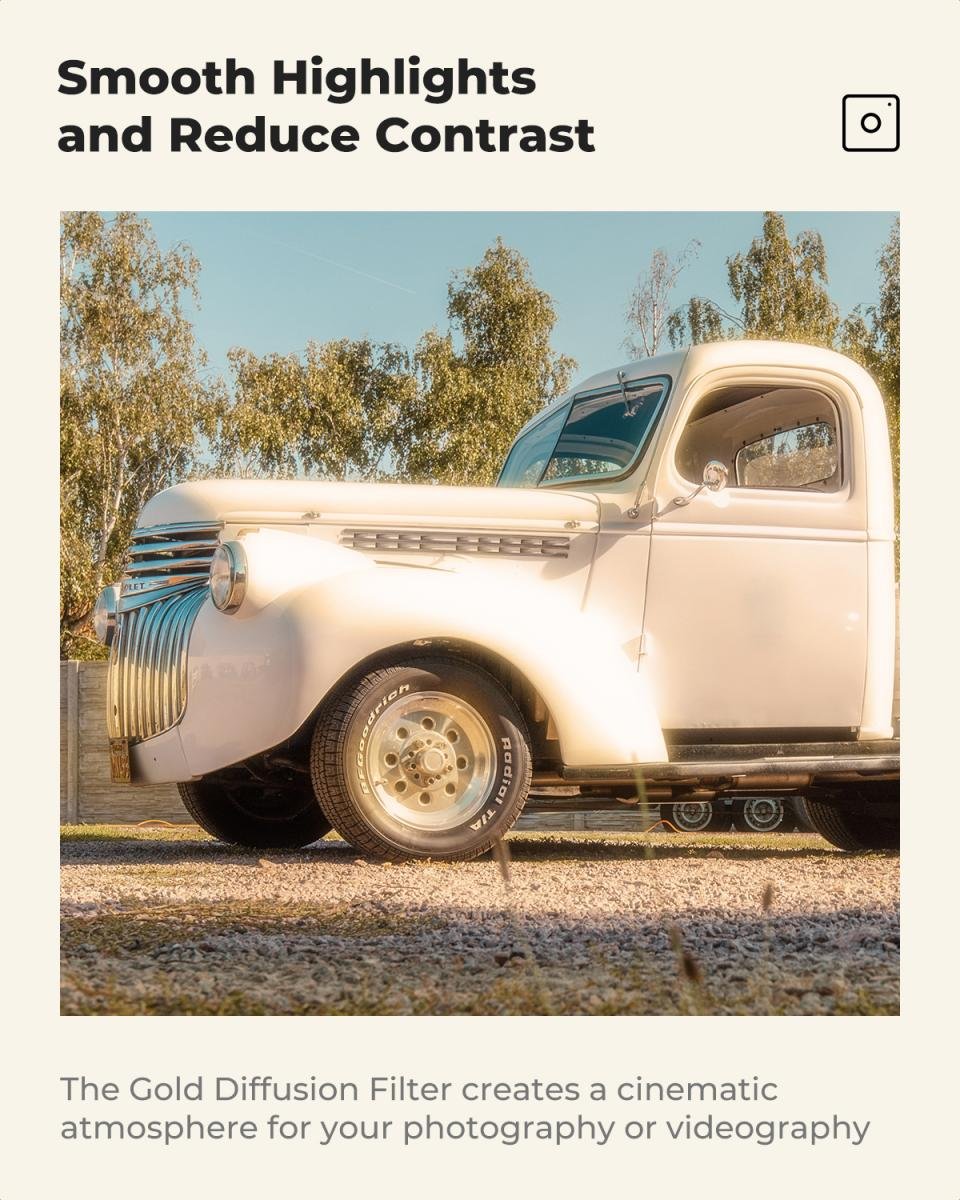 Smooth Highlights
and Reduce Contrast
BFGoodrich
Radial T/A
The Gold Diffusion Filter creates a cinematic
atmosphere for your photography or videography